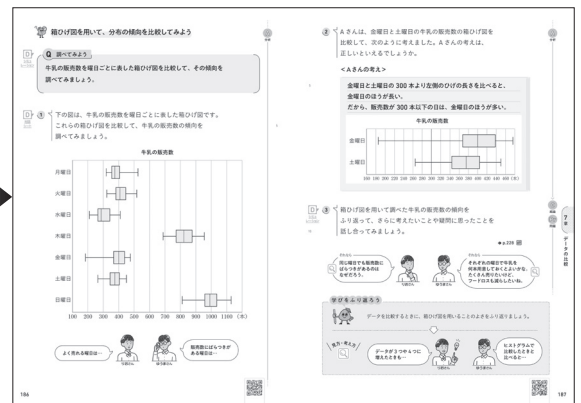 箱ひげ図を用いて、分布の傾向を比較してみよう
Q 調べてみよう
牛乳の販売数を曜日ごとに表した箱ひげ図を比較して、その傾向を
調べてみましょう。
1 下の図は、牛乳の販売数を曜日ごとに表した箱ひげ図です。
これらの箱ひげ図を比較して、牛乳の販売数の傾向を
調べてみましょう。
牛乳の販売数
月曜日
火曜日
水曜日
木曜日
金曜日
土曜日
日曜日
100 200 300 400 500 600 700 800 900 1000 1100 (本)
よく売れる曜日は…
販売数にばらつきが
ある曜日は…
186
2 Aさんは、金曜日と土曜日の牛乳の販売数の箱ひげ図を
比較して、次のように考えました。Aさんの考えは、
正しいといえるでしょうか。
<Aさんの考え>
金曜日と土曜日の 300 本より左側のひげの長さを比べると、
金曜日のほうが長い。
だから、販売数が 300 本以下の日は、金曜日のほうが多い。
牛乳の販売数
金曜日
土曜日
3 箱ひげ図を用いて調べた牛乳の販売数の傾向を
ふり返って、さらに考えたいことや疑問に思ったことを
話し合ってみましょう。
同じ曜日でも販売数に
ばらつきがあるのは
なぜだろう。
それぞれの曜日で牛乳を
何本用意しておくとよいかな。
たくさん売りたいけど、
フードロスも減らしたいね。
学びをふり返ろう
データを比較するときに、箱ひげ図を用いることのよさをふり返りましょう。
見方・考え方
データが3つや4つに
増えたときも…
ヒストグラムで
比較したときと
比べると…
7章
データの比較
187